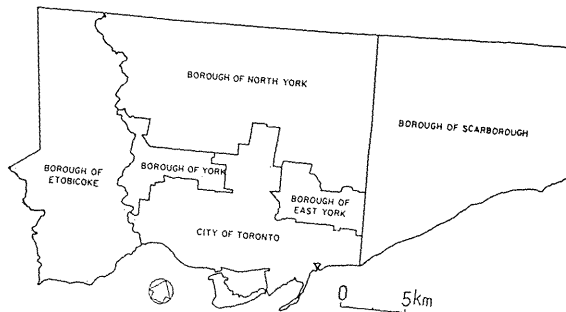 BOROUGH OF NORTH YORK
BOROUGH OF SCARBOROUGH
BOROUGH OF YORK
BOROUGH OF
ETOBICOKE
BOROUGH OF
EAST YORK
CITY OF TORONTO
0 5km